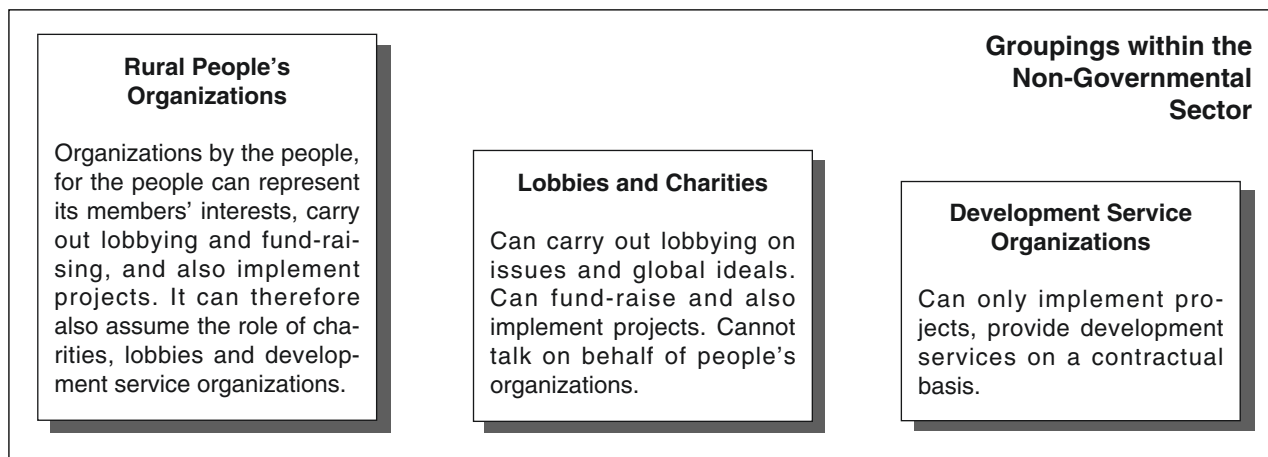 Groupings within the
Non-Governmental
Sector
Rural People's
Organizations
Organizations by the people,
for the people can represent
its members' interests, carry
out lobbying and fund-rai-
sing, and also implement
projects. It can therefore
also assume the role of cha-
rities, lobbies and develop-
ment service organizations.
Lobbies and Charities
Can carry out lobbying on
issues and global ideals.
Can fund-raise and also
implement projects. Cannot
talk on behalf of people's
organizations.
Development Service
Organizations
Can only implement pro-
jects, provide development
services on a contractual
basis.